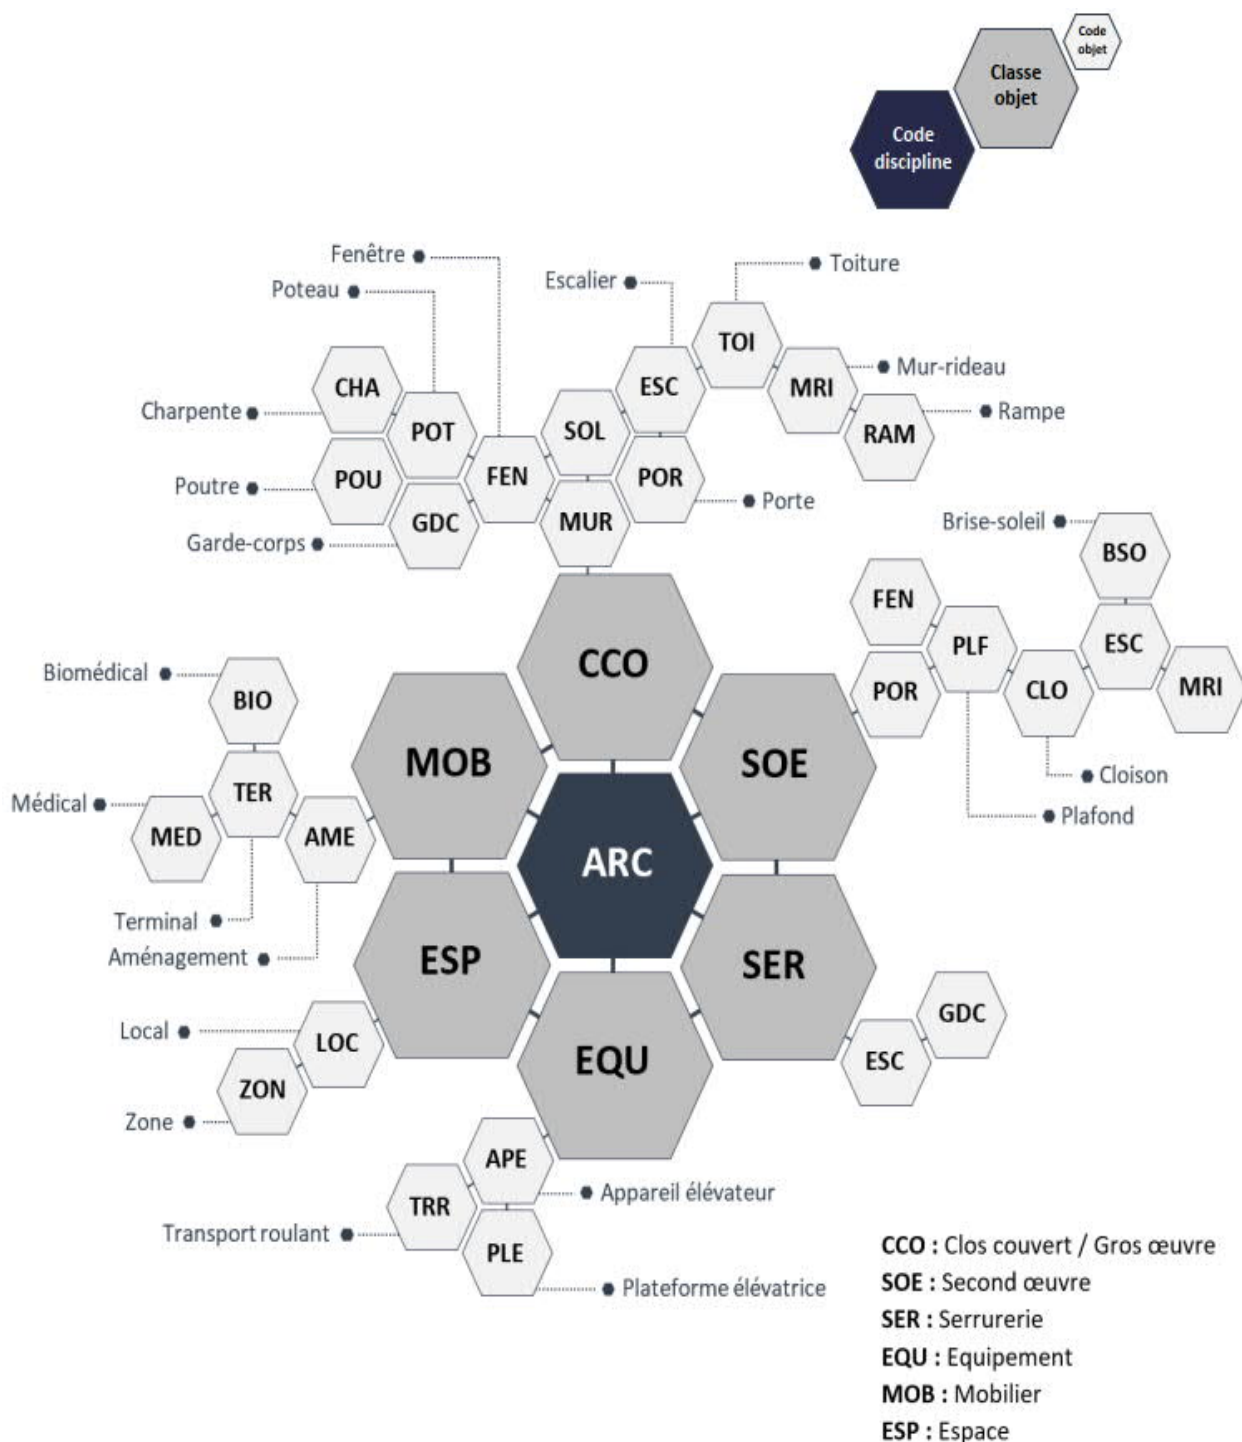 Code
objet
Classe
objet
Code
discipline
Fenêtre
Toiture
Escalier
Poteau
TOI
CHA
ESC
MRI
Mur-rideau
Charpente
POT
SOL
RAM
Rampe
POU
FEN
POR
Poutre
GDC
MUR
Porte
Garde-corps
Brise-soleil
BSO
FEN
PLF
ESC
CCO
POR
CLO
MRI
Biomédical
BIO
MOB
SOE
Cloison
Médical
TER
Plafond
MED
AME
ARC
Terminal
Aménagement
ESP
SER
GDC
Local
LOC
ESC
ZON
EQU
Zone
APE
Appareil élévateur
TRR
Transport roulant
PLE
Plateforme élévatrice
CCO : Clos couvert / Gros œuvre
SOE : Second œuvre
SER : Serrurerie
EQU : Equipement
MOB : Mobilier
ESP : Espace